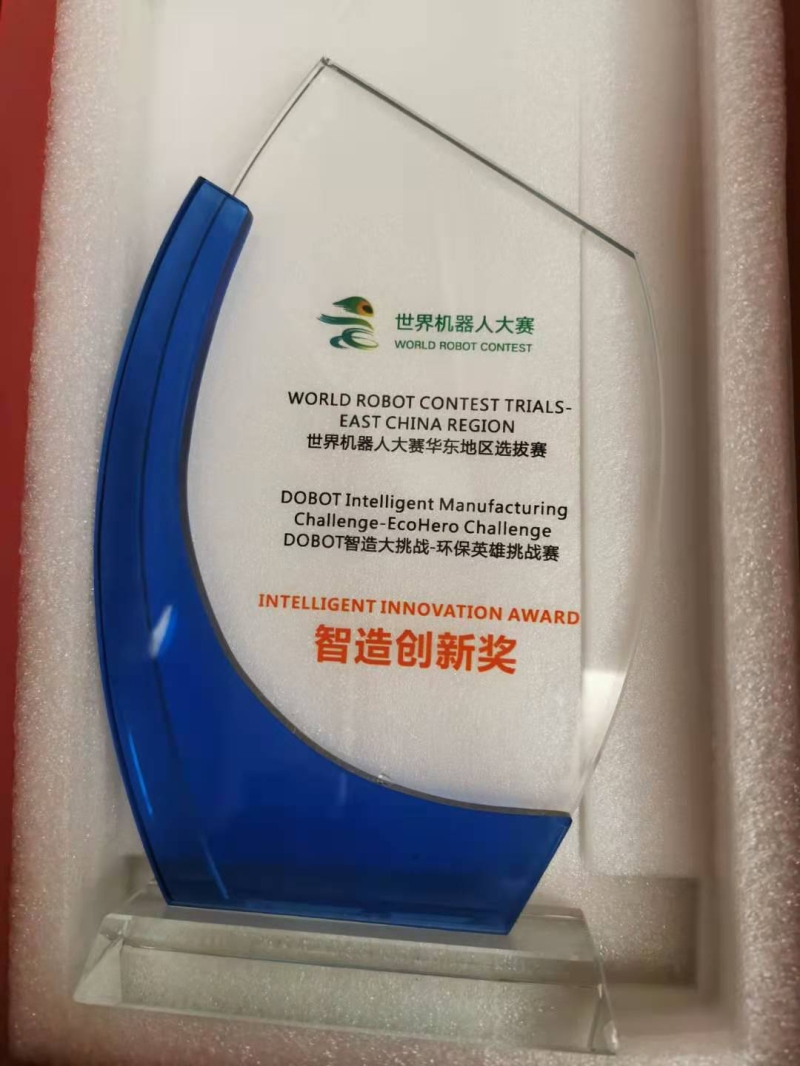 世界机器人大赛
WORLD ROBOT CONTEST
WORLD ROBOT CONTEST TRIALS-
EAST CHINA REGION
世界机器人大赛华东地区选拔赛
DOBOT Intelligent Manufacturing
Challenge-EcoHero Challenge
DOBOT智造大挑战-环保英雄挑战赛
INTELLIGENT INNOVATION AWARD
智造创新奖